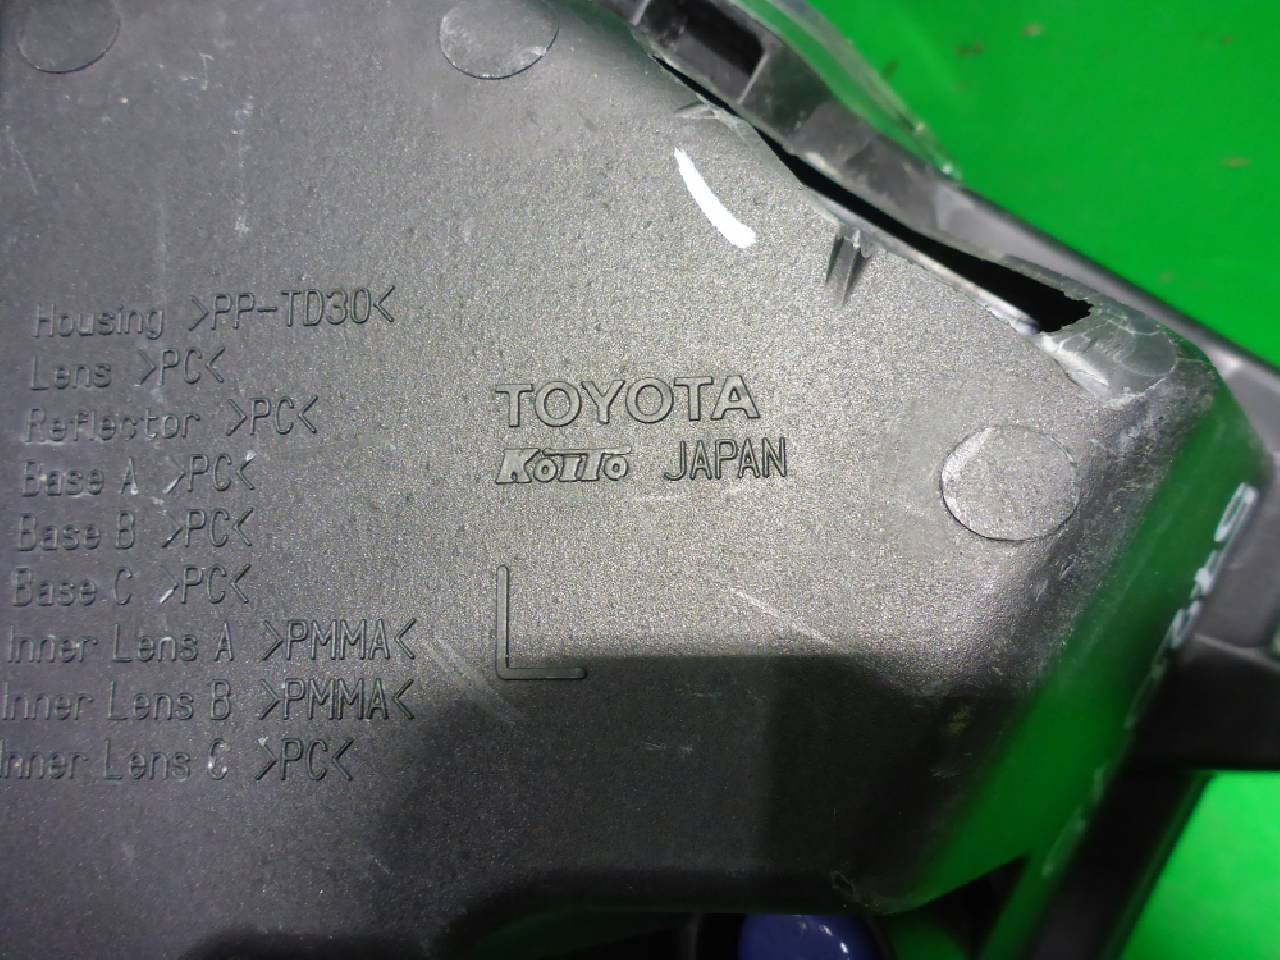 Housing >PP-TD30<
Lens >PC<
Reflector >PC<
Base A >PC<
Base B >PC<
Base C >PC<
Inner Lens A >PMMA<
Inner Lens B >PMMA<
Inner Lens C >PC<
TOYOTA
KOITO JAPAN
L